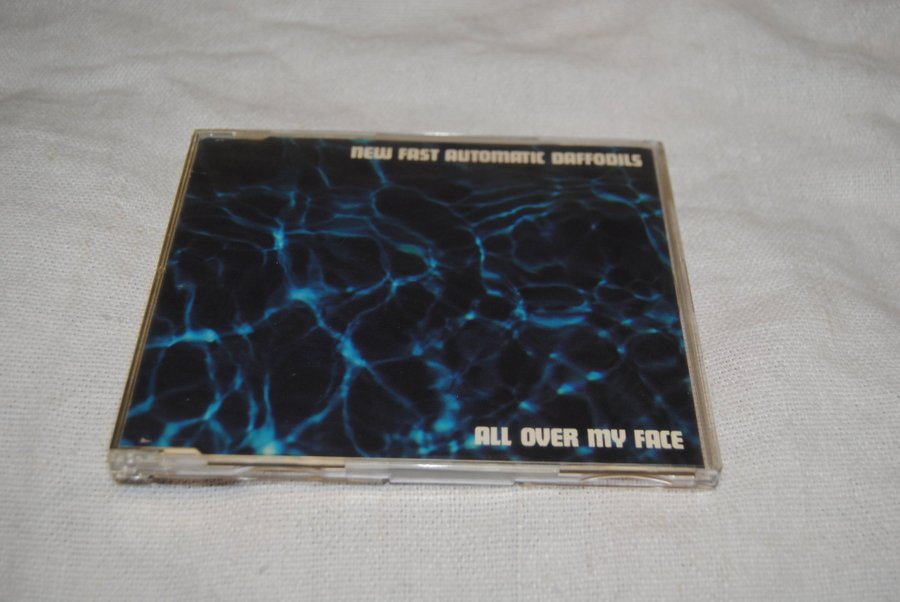 NEW FAST AUTOMATIC DAFFODILS
ALL OVER MY FACE